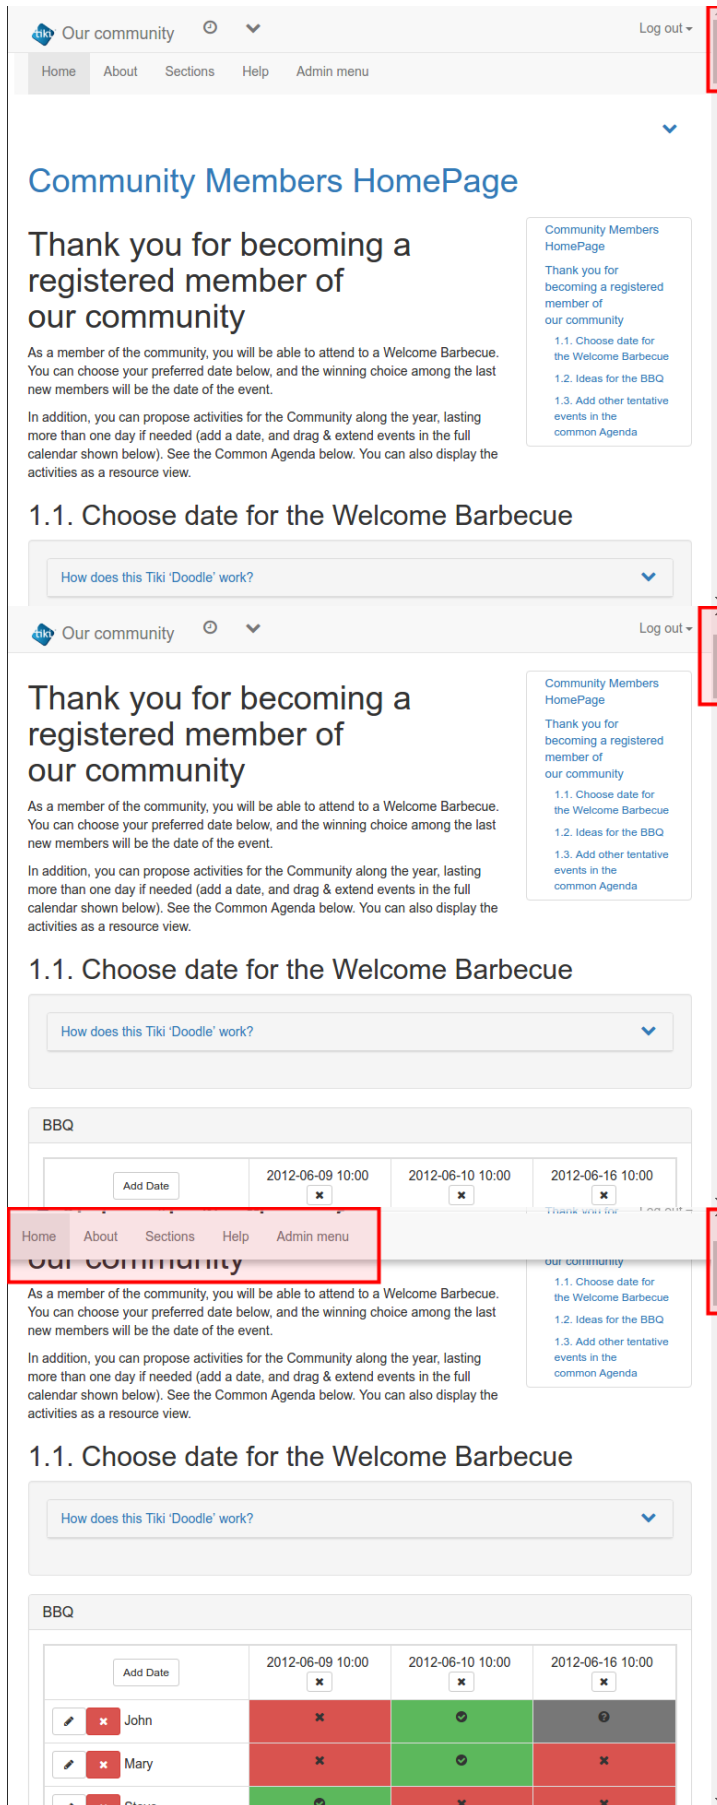 tiki Our community Log out
Home About Sections Help Admin menu
Community Members HomePage
Thank you for becoming a
registered member of
our community
Community Members
HomePage
Thank you for
becoming a registered
member of
our community
1.1. Choose date for
the Welcome Barbecue
1.2. Ideas for the BBQ
1.3. Add other tentative
events in the
common Agenda
As a member of the community, you will be able to attend to a Welcome Barbecue.
You can choose your preferred date below, and the winning choice among the last
new members will be the date of the event.
In addition, you can propose activities for the Community along the year, lasting
more than one day if needed (add a date, and drag & extend events in the full
calendar shown below). See the Common Agenda below. You can also display the
activities as a resource view.
1.1. Choose date for the Welcome Barbecue
How does this Tiki ‘Doodle’ work?
tiki Our community Log out
Thank you for becoming a
registered member of
our community
Community Members
HomePage
Thank you for
becoming a registered
member of
our community
1.1. Choose date for
the Welcome Barbecue
1.2. Ideas for the BBQ
1.3. Add other tentative
events in the
common Agenda
As a member of the community, you will be able to attend to a Welcome Barbecue.
You can choose your preferred date below, and the winning choice among the last
new members will be the date of the event.
In addition, you can propose activities for the Community along the year, lasting
more than one day if needed (add a date, and drag & extend events in the full
calendar shown below). See the Common Agenda below. You can also display the
activities as a resource view.
1.1. Choose date for the Welcome Barbecue
How does this Tiki ‘Doodle’ work?
BBQ
Add Date 2012-06-09 10:00 2012-06-10 10:00 2012-06-16 10:00
Thank you for Log out
Home About Sections Help Admin menu
our community
our community
1.1. Choose date for
the Welcome Barbecue
1.2. Ideas for the BBQ
1.3. Add other tentative
events in the
common Agenda
As a member of the community, you will be able to attend to a Welcome Barbecue.
You can choose your preferred date below, and the winning choice among the last
new members will be the date of the event.
In addition, you can propose activities for the Community along the year, lasting
more than one day if needed (add a date, and drag & extend events in the full
calendar shown below). See the Common Agenda below. You can also display the
activities as a resource view.
1.1. Choose date for the Welcome Barbecue
How does this Tiki ‘Doodle’ work?
BBQ
Add Date 2012-06-09 10:00 2012-06-10 10:00 2012-06-16 10:00
John
Mary